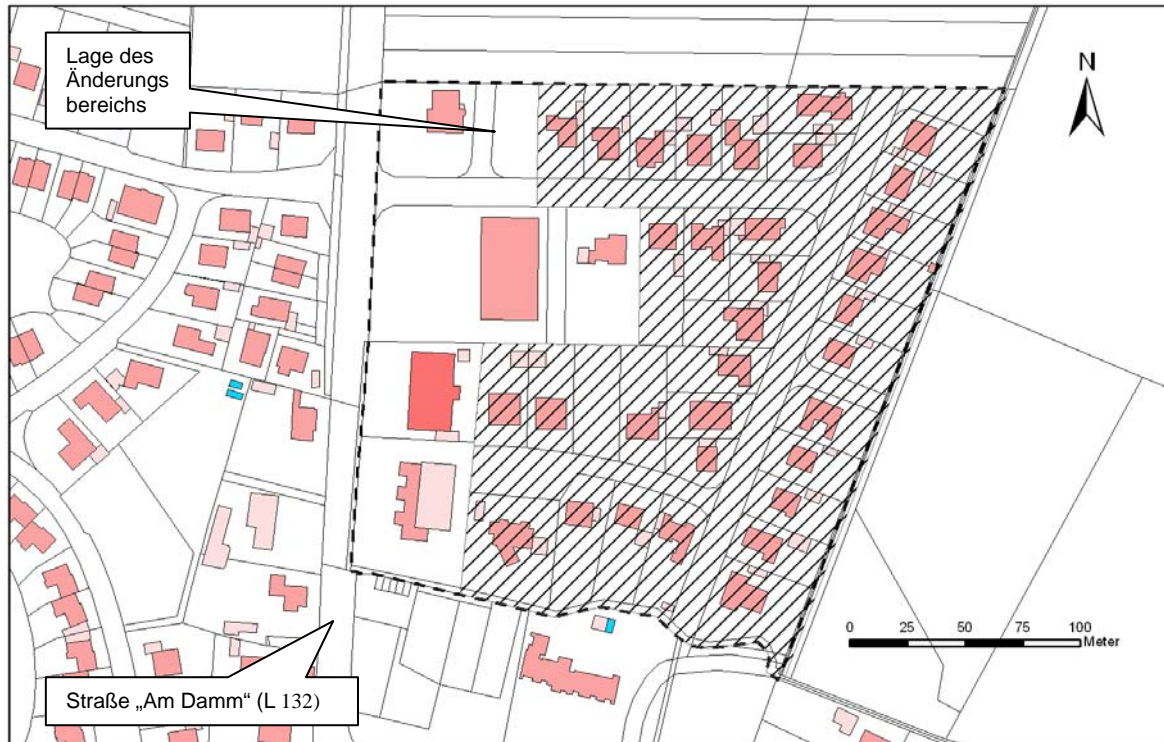 Lage des
Änderungs
bereichs
N
0 25 50 75 100
Meter
Straße „Am Damm“ (L 132)